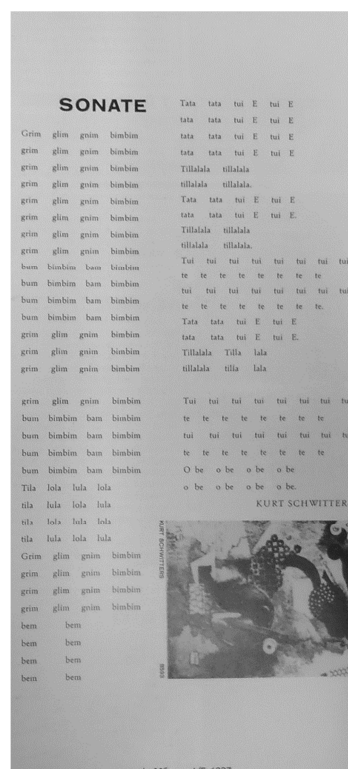 SONATE
Grim glim gnim bimbim
grim glim gnim bimbim
grim glim gnim bimbim
grim glim gnim bimbim
grim glim gnim bimbim
grim glim gnim bimbim
grim glim gnim bimbim
grim glim gnim bimbim
bum bimbim bam bimbim
bum bimbim bam bimbim
bum bimbim bam bimbim
bum bimbim bam bimbim
grim glim gnim bimbim
grim glim gnim bimbim
grim glim gnim bimbim
grim glim gnim bimbim
bum bimbim bam bimbim
bum bimbim bam bimbim
bum bimbim bam bimbim
bum bimbim bam bimbim
Tila lola lula lola
tila lola lula lola
tila lola lula lola
tila lola lula lola
Grim glim gnim bimbim
grim glim gnim bimbim
grim glim gnim bimbim
grim glim gnim bimbim
bem bem
bem bem
bem bem
bem bem
Tata tata tui E tui E
tata tata tui E tui E
tata tata tui E tui E
tata tata tui E tui E
Tillalala tillalala
tillalala tillalala.
Tata tata tui E tui E
tata tata tui E tui E.
Tillalala tillalala
tillalala tillalala.
Tui tui tui tui tui tui tui tui
te te te te te te te te
tui tui tui tui tui tui tui tui
te te te te te te te te.
Tata tata tui E tui E
tata tata tui E tui E.
Tillalala Tilla lala
tillalala tilla lala
Tui tui tui tui tui tui
te te te te te te te te
tui tui tui tui tui tui
te te te te te te te te
O be o be o be o be
o be o be o be o be.
KURT SCHWITTER
KURT SCHWITTERS